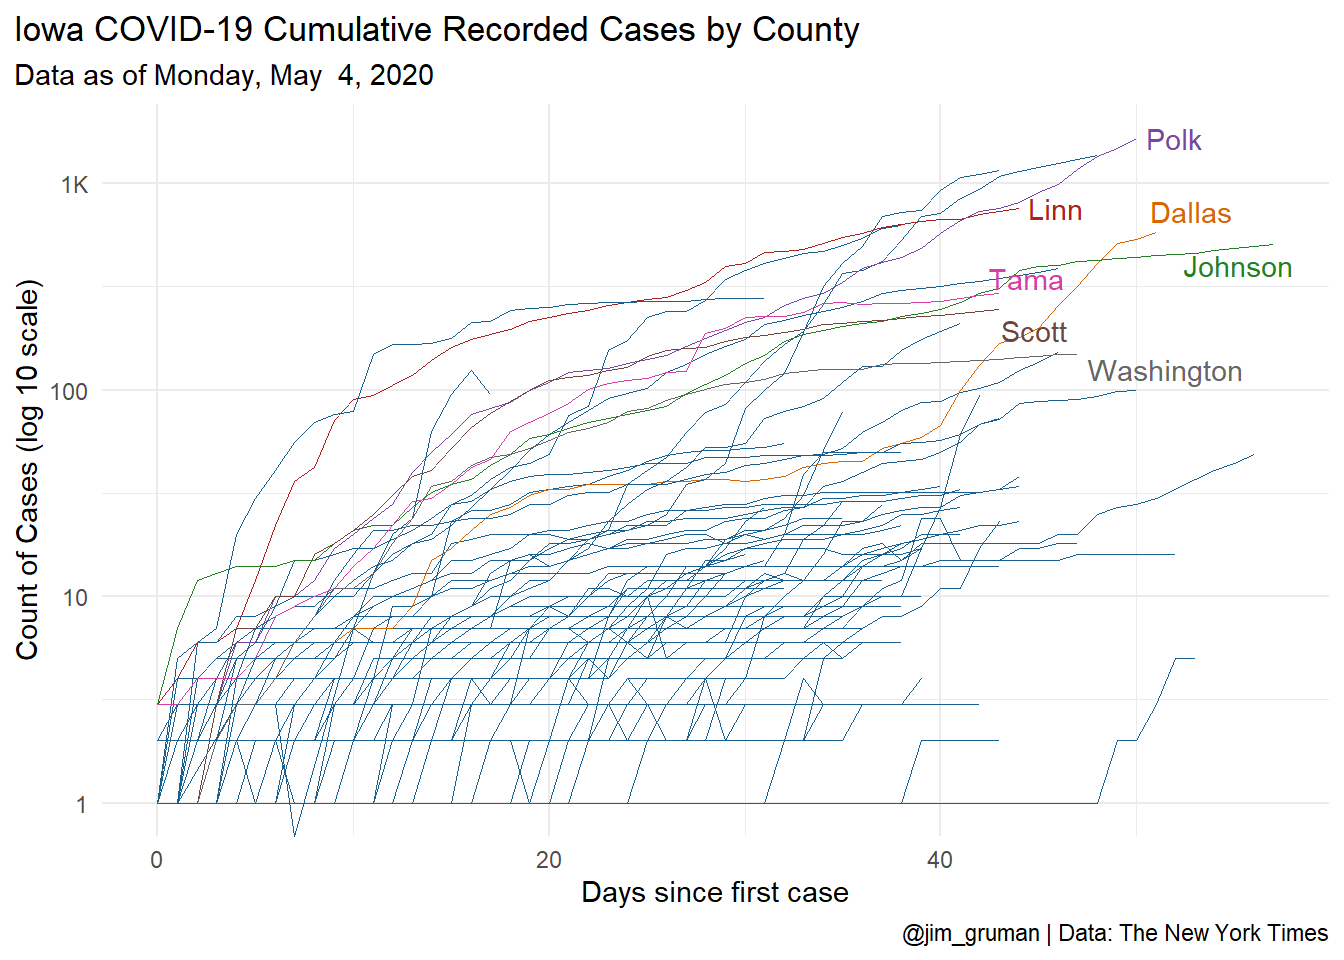 Iowa COVID-19 Cumulative Recorded Cases by County
Data as of Monday, May  4, 2020
Count of Cases (log 10 scale)
1K
100
10
1
Polk
Linn
Dallas
Johnson
Tama
Scott
Washington
0
20
40
Days since first case
@jim_gruman | Data: The New York Times